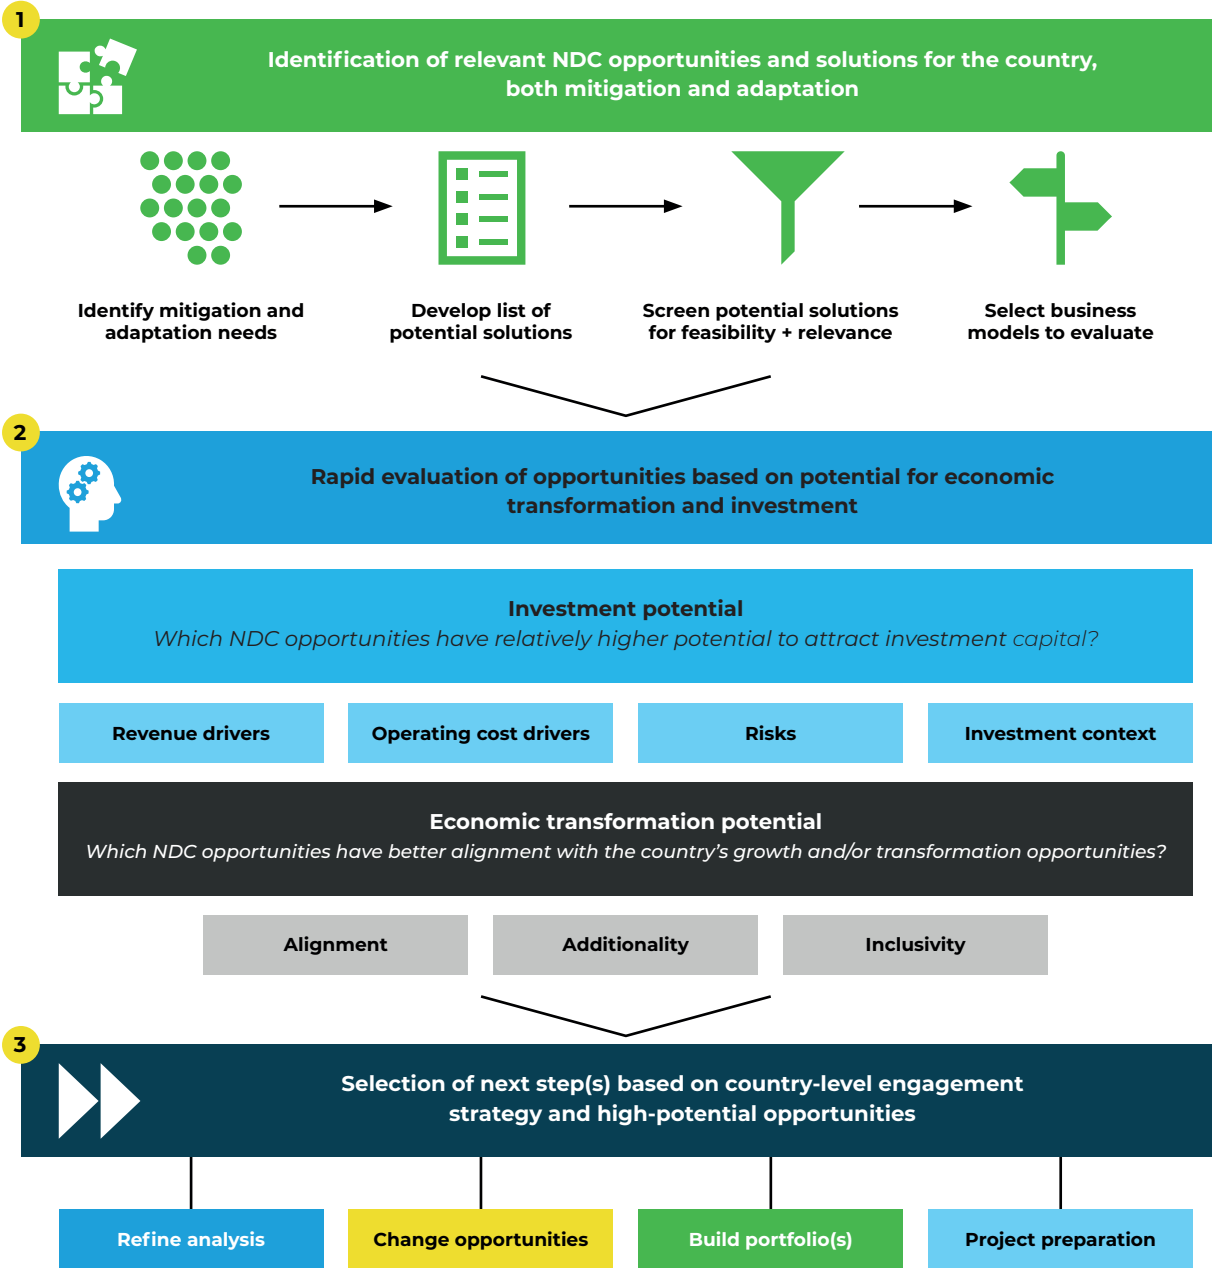 1
Identification of relevant NDC opportunities and solutions for the country,
both mitigation and adaptation
Identify mitigation and
adaptation needs
Develop list of
potential solutions
Screen potential solutions
for feasibility + relevance
Select business
models to evaluate
2
Rapid evaluation of opportunities based on potential for economic
transformation and investment
Investment potential
Which NDC opportunities have relatively higher potential to attract investment capital?
Revenue drivers
Operating cost drivers
Risks
Investment context
Economic transformation potential
Which NDC opportunities have better alignment with the country’s growth and/or transformation opportunities?
Alignment
Additionality
Inclusivity
3
Selection of next step(s) based on country-level engagement
strategy and high-potential opportunities
Refine analysis
Change opportunities
Build portfolio(s)
Project preparation